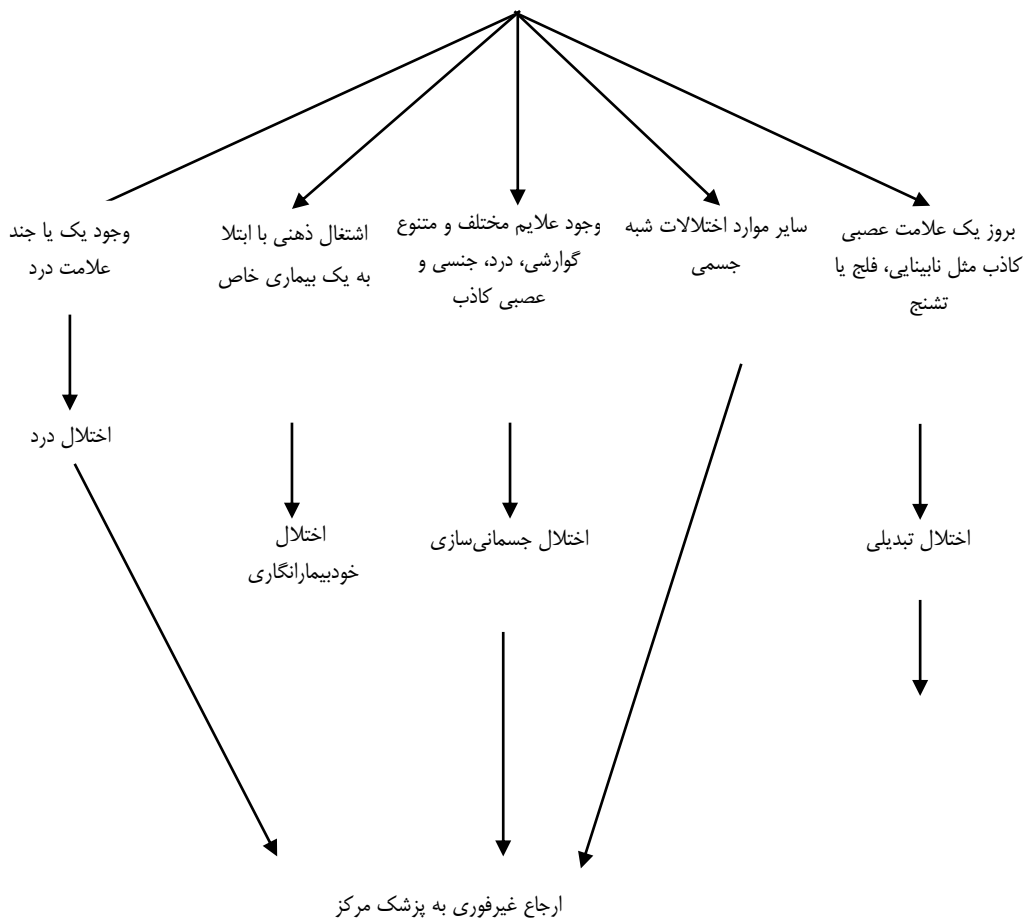 بروز یک علامت عصبی
کاذب مثل نابینایی، فلج یا
تشنج
سایر موارد اختلالات شبه
جسمی
وجود علایم مختلف و متنوع
گوارشی، درد، جنسی و
عصبی کاذب
اشتغال ذهنی با ابتلا
به یک بیماری خاص
وجود یک یا جند
علامت درد
اختلال تبدیلی
اختلال جسمانی‌سازی
اختلال
خودبیمارانگاری
اختلال درد
ارجاع غیرفوری به پزشک مرکز